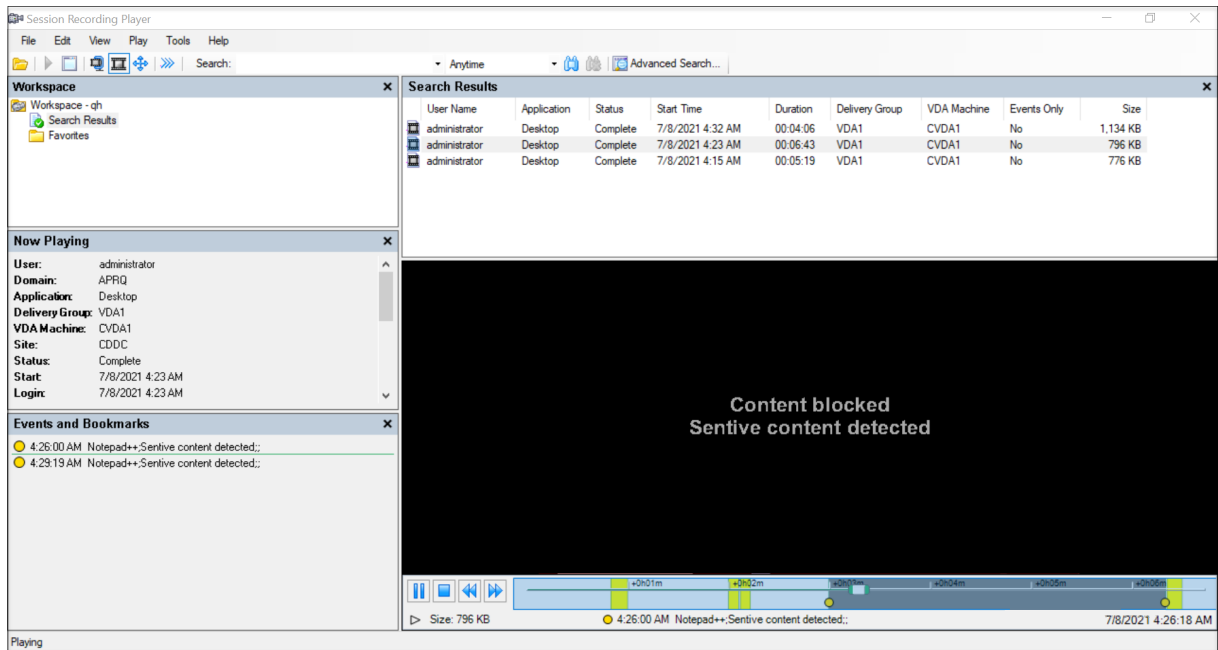 Session Recording Player
File Edit View Play Tools Help
Search: Anytime Advanced Search...
Workspace
Workspace - qh
Search Results
Favorites
Search Results
User Name Application Status Start Time Duration Delivery Group VDA Machine Events Only Size
administrator Desktop Complete 7/8/2021 4:32 AM 00:04:06 VDA1 CVDA1 No 1,134 KB
administrator Desktop Complete 7/8/2021 4:23 AM 00:06:43 VDA1 CVDA1 No 796 KB
administrator Desktop Complete 7/8/2021 4:15 AM 00:05:19 VDA1 CVDA1 No 776 KB
Now Playing
User: administrator
Domain: APRQ
Application: Desktop
Delivery Group: VDA1
VDA Machine: CVDA1
Site: CDDC
Status: Complete
Start: 7/8/2021 4:23 AM
Login: 7/8/2021 4:23 AM
Events and Bookmarks
4:26:00 AM Notepad++;Sentive content detected;;
4:29:19 AM Notepad++;Sentive content detected;;
Content blocked
Sentive content detected
+0h01m +0h02m +0h03m +0h04m +0h05m +0h06m
Size: 796 KB 4:26:00 AM Notepad++;Sentive content detected;; 7/8/2021 4:26:18 AM
Playing